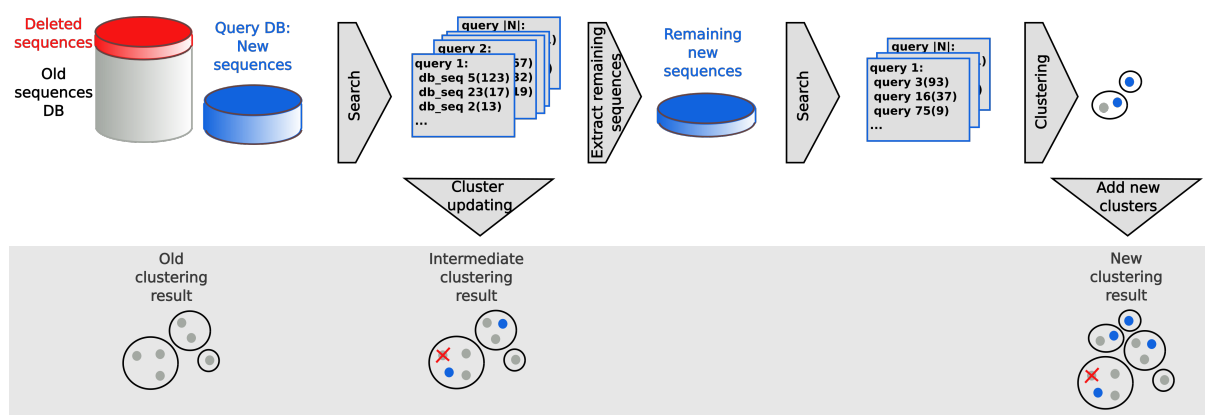 Deleted
sequences
Old
sequences
DB
Query DB:
New
sequences
Search
query |N|:
query 2:
57)
32)
19)
query 1:
db_seq 5(123)
db_seq 23(17)
db_seq 2(13)
...
Extract remaining
sequences
Remaining
new
sequences
Search
query |N|:
query 1:
query 3(93)
query 16(37)
query 75(9)
...
Clustering
Cluster
updating
Add new
clusters
Old
clustering
result
Intermediate
clustering
result
New
clustering
result